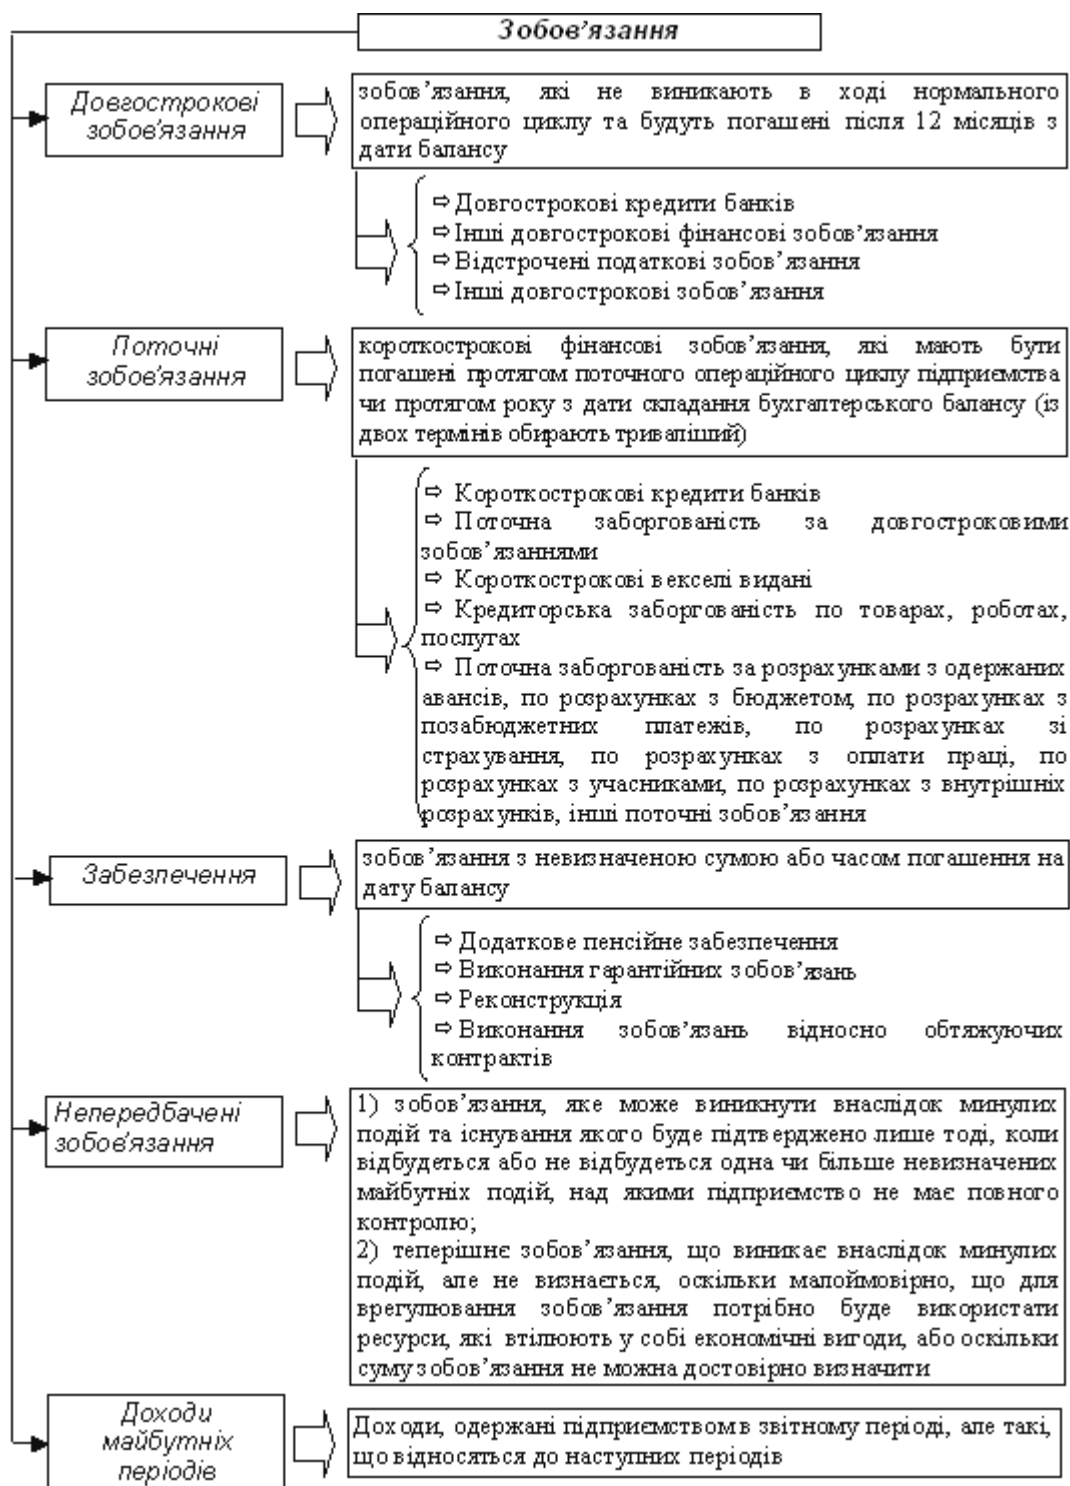 Зобов’язання
Довгострокові
зобов'язання
зобов’язання, які не виникають в ході нормального
операційного циклу та будуть погашені після 12 місяців з
дати балансу
⇨ Довгострокові кредити банків
⇨ Інші довгострокові фінансові зобов’язання
⇨ Відстрочені податкові зобов’язання
⇨ Інші довгострокові зобов’язання
Поточні
зобов'язання
короткострокові фінансові зобов’язання, які мають бути
погашені протягом поточного операційного циклу підприємства
чи протягом року з дати складання бухгалтерського балансу (із
двох термінів обирають триваліший)
⇨ Короткострокові кредити банків
⇨ Поточна заборгованість за довгостроковими
зобов’язаннями
⇨ Короткострокові векселі видані
⇨ Кредиторська заборгованість по товарах, роботах,
послугах
⇨ Поточна заборгованість за розрахунками з одержаних
авансів, по розрахунках з бюджетом, по розрахунках з
позабюджетних платежів, по розрахунках зі
страхування, по розрахунках з оплати праці, по
розрахунках з учасниками, по розрахунках з внутрішніх
розрахунків, інші поточні зобов’язання
Забезпечення
зобов’язання з невизначеною сумою або часом погашення на
дату балансу
⇨ Додаткове пенсійне забезпечення
⇨ Виконання гарантійних зобов’язань
⇨ Реконструкція
⇨ Виконання зобов’язань відносно обтяжуючих
контрактів
Непередбачені
зобов'язання
1) зобов’язання, яке може виникнути внаслідок минулих
подій та існування якого буде підтверджено лише тоді, коли
відбудеться або не відбудеться одна чи більше невизначених
майбутніх подій, над якими підприємство не має повного
контролю;
2) теперішнє зобов’язання, що виникає внаслідок минулих
подій, але не визнається, оскільки малоймовірно, що для
врегулювання зобов’язання потрібно буде використати
ресурси, які втілюють у собі економічні вигоди, або оскільки
суму зобов’язання не можна достовірно визначити
Доходи
майбутніх
періодів
Доходи, одержані підприємством в звітному періоді, але такі,
що відносяться до наступних періодів